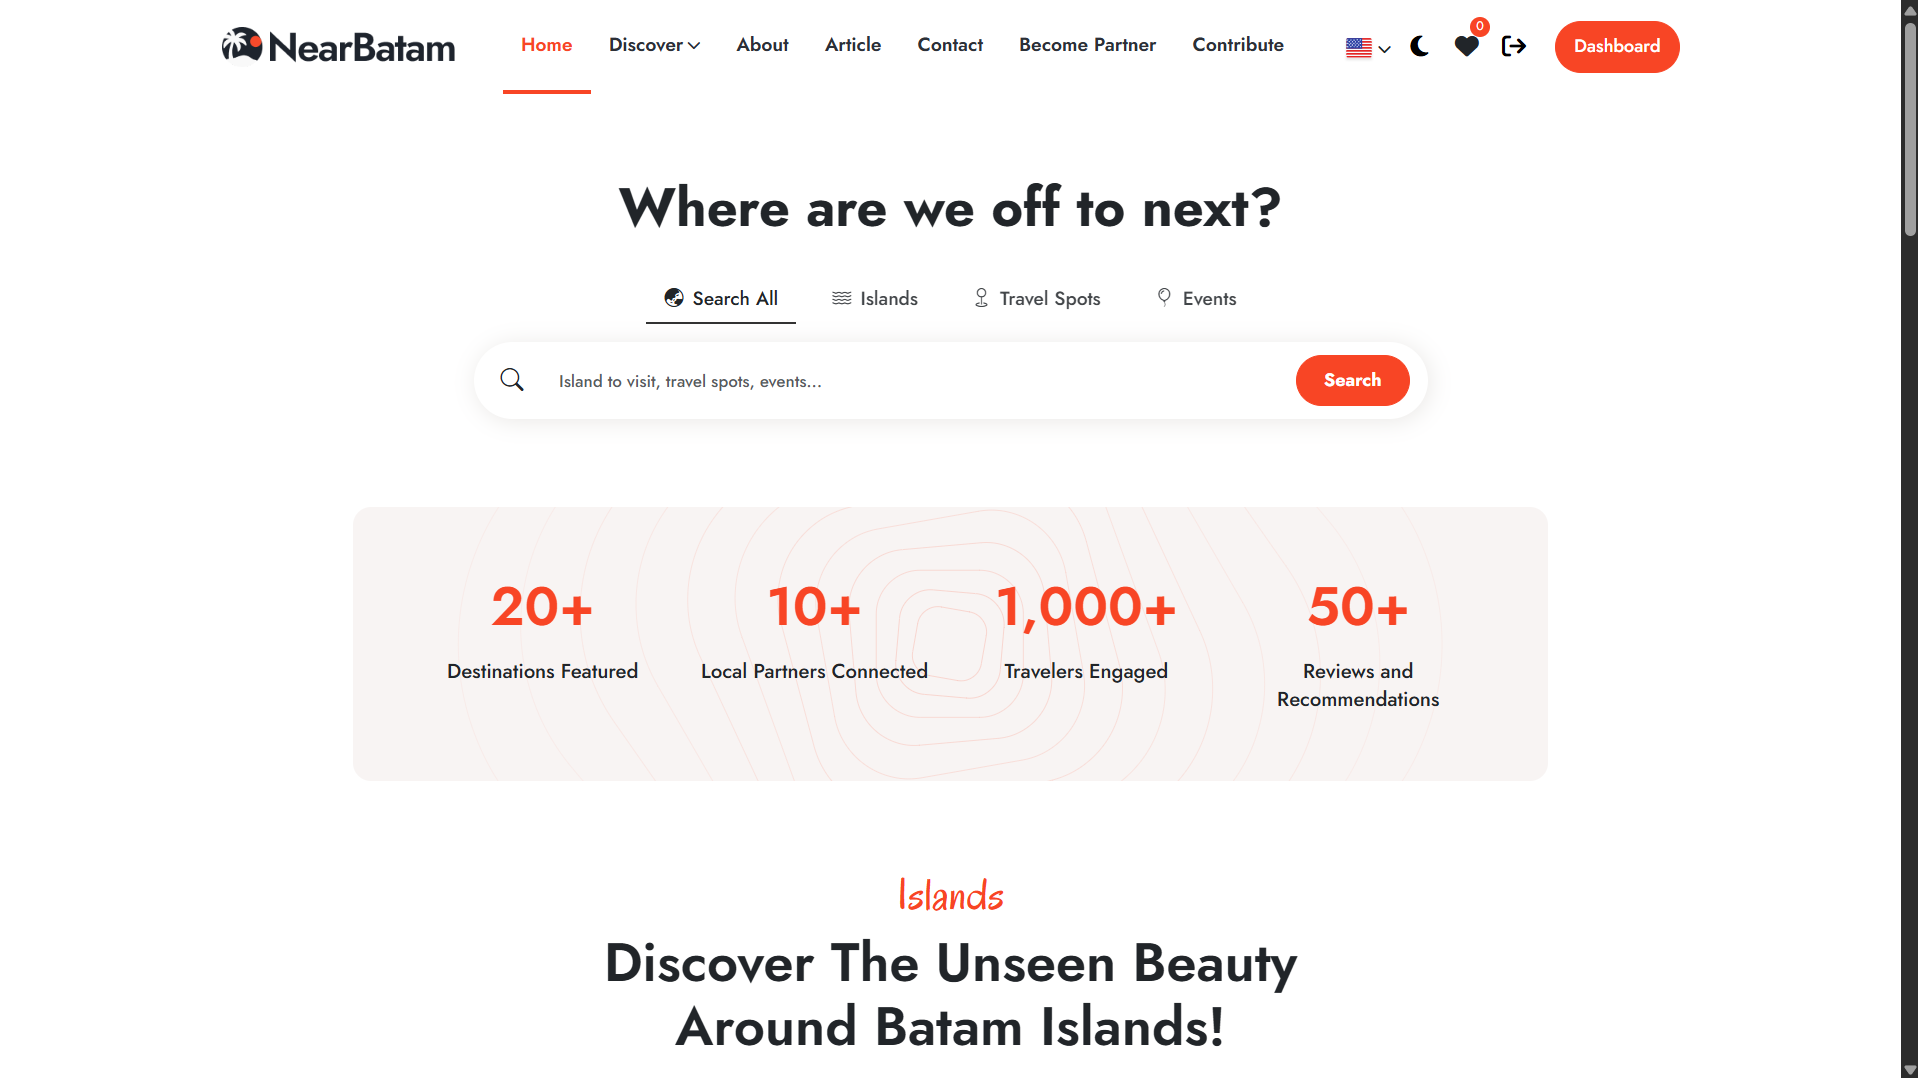 NearBatam
Home
Discover
About
Article
Contact
Become Partner
Contribute
0
Dashboard
Where are we off to next?
Search All
Islands
Travel Spots
Events
Island to visit, travel spots, events...
Search
20+
Destinations Featured
10+
Local Partners Connected
1,000+
Travelers Engaged
50+
Reviews and
Recommendations
Islands
Discover The Unseen Beauty
Around Batam Islands!